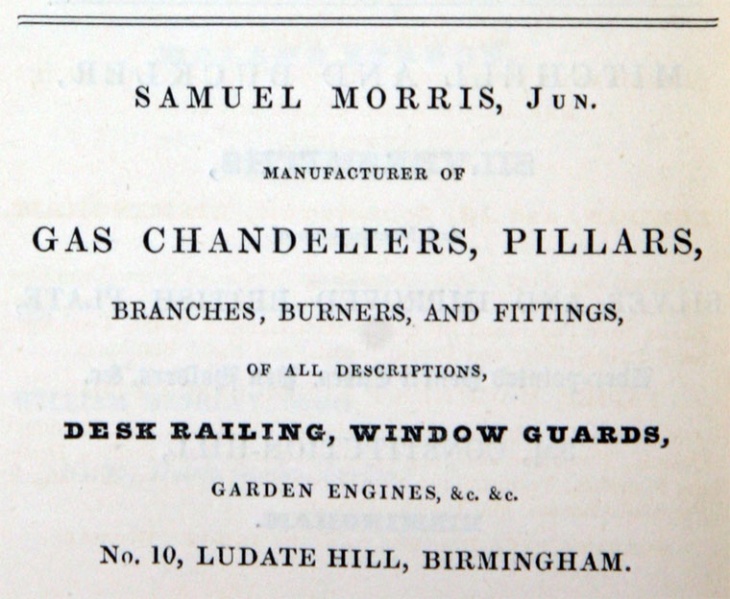 SAMUEL MORRIS, JUN.
MANUFACTURER OF
GAS CHANDELIERS, PILLARS,
BRANCHES, BURNERS, AND FITTINGS,
OF ALL DESCRIPTIONS,
DESK RAILING, WINDOW GUARDS,
GARDEN ENGINES, &c. &c.
No. 10, LUDATE HILL, BIRMINGHAM.